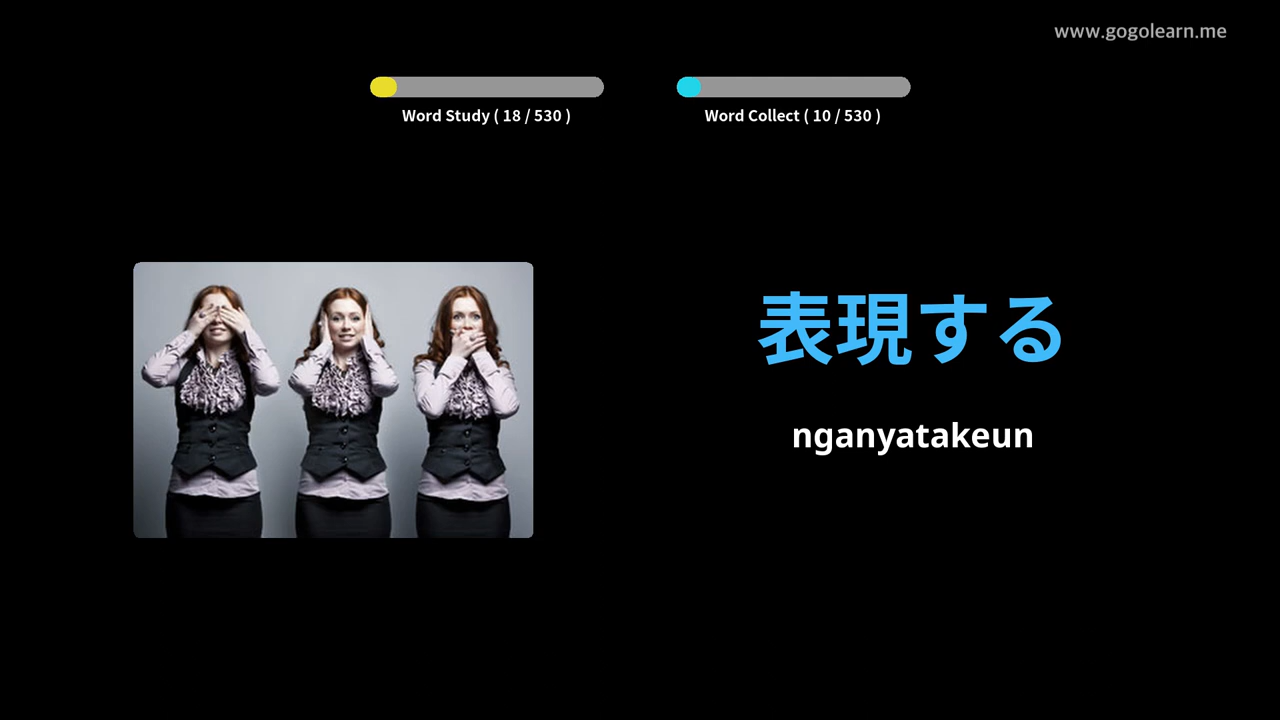 www.gogolearn.me
Word Study ( 18 / 530 )
Word Collect ( 10 / 530 )
表現する
nganyatakeun